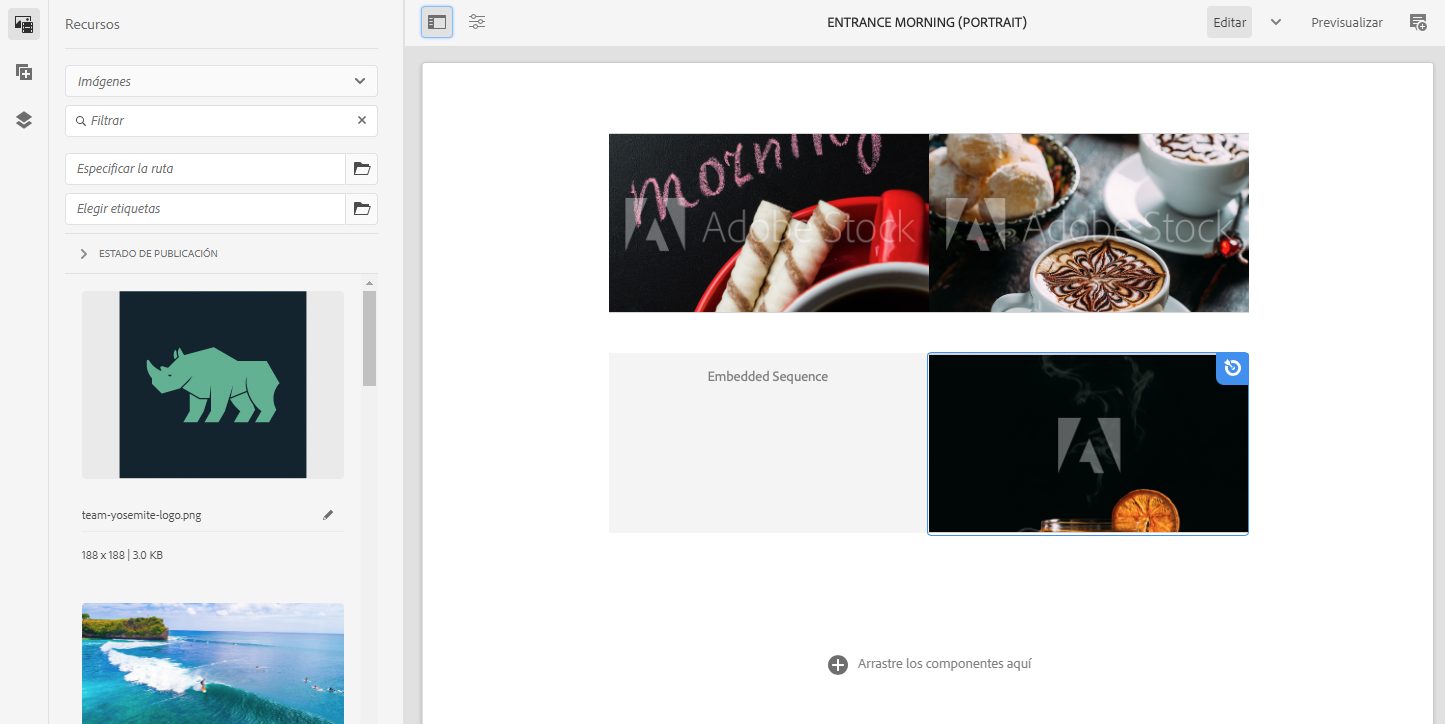 Recursos
Imágenes
Filtrar
Especificar la ruta
Elegir etiquetas
ESTADO DE PUBLICACIÓN
team-yosemite-logo.png
188 x 188 | 3.0 KB
ENTRANCE MORNING (PORTRAIT)
Editar
Previsualizar
morning
Adobe Stock
Adobe Stock
Embedded Sequence
Arrastre los componentes aquí